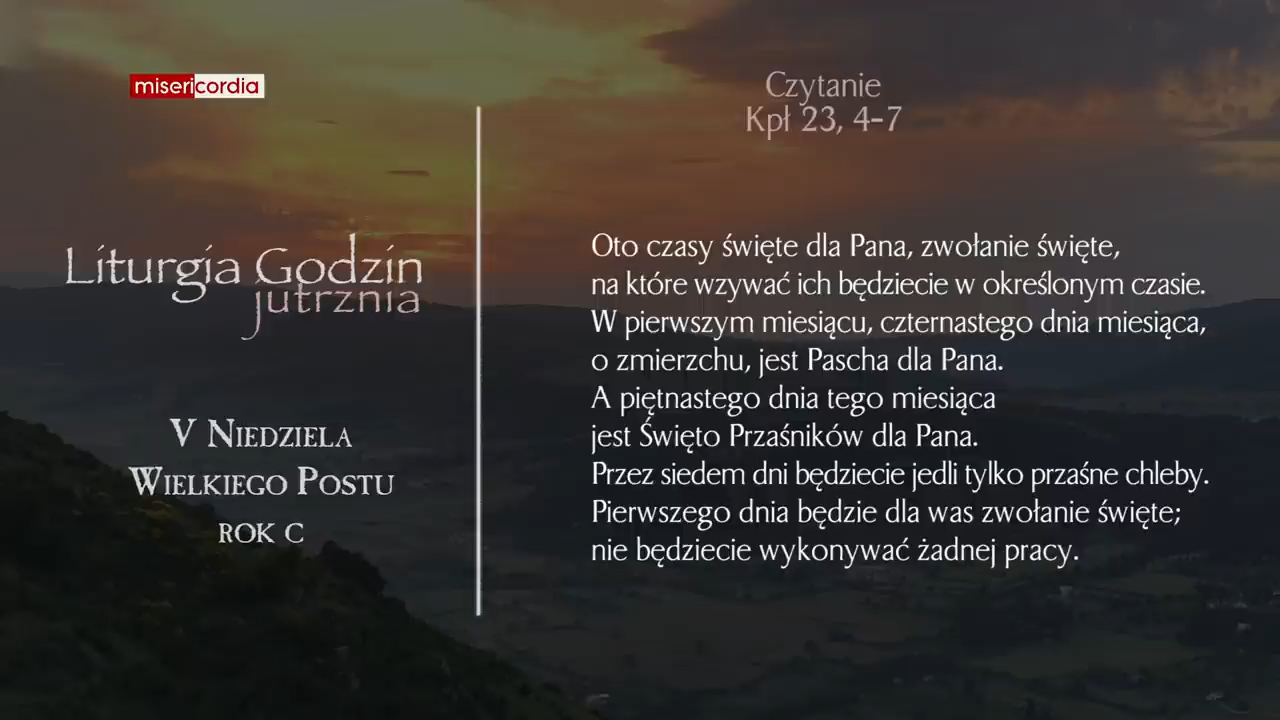 misericordia
Liturgia Godzin
jutrznia
V Niedziela
Wielkiego Postu
rok C
Czytanie
Kpł 23, 4-7
Oto czasy święte dla Pana, zwołanie święte,
na które wzywać ich będziecie w określonym czasie.
W pierwszym miesiącu, czternastego dnia miesiąca,
o zmierzchu, jest Pascha dla Pana.
A piętnastego dnia tego miesiąca
jest Święto Przaśników dla Pana.
Przez siedem dni będziecie jedli tylko przaśne chleby.
Pierwszego dnia będzie dla was zwołanie święte;
nie będziecie wykonywać żadnej pracy.